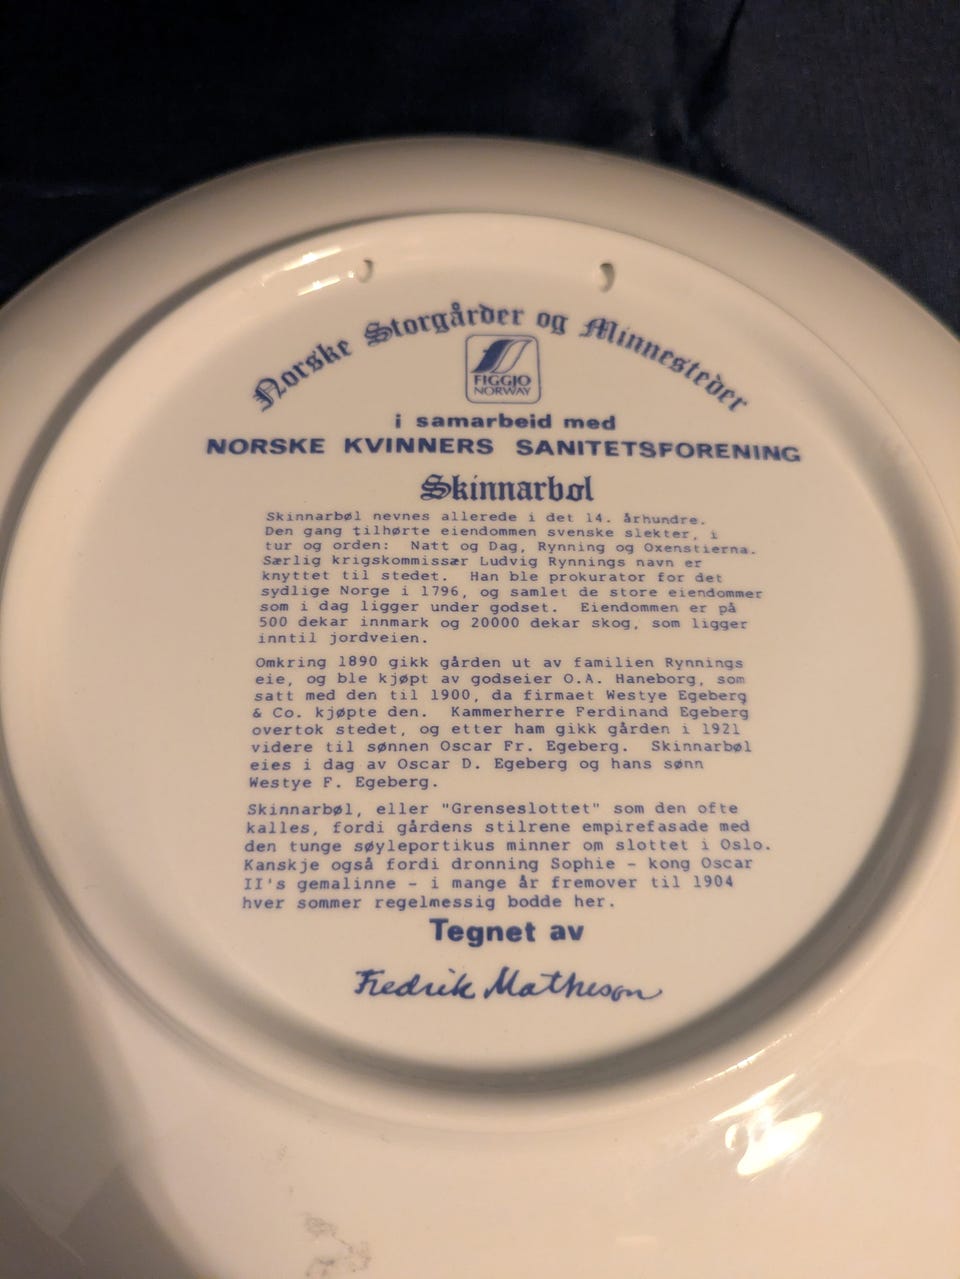 Norske Storgårder og Minnesteder
FIGGJO
NORWAY
i samarbeid med
NORSKE KVINNERS SANITETSFORENING
Skinnarbøl
Skinnarbøl nevnes allerede i det 14. århundre.
Den gang tilhørte eiendommen svenske slekter, i
tur og orden: Natt og Dag, Rynning og Oxenstierna.
Særlig krigskommissær Ludvig Rynnings navn er
knyttet til stedet. Han ble prokurator for det
sydlige Norge i 1796, og samlet de store eiendommer
som i dag ligger under godset. Eiendommen er på
500 dekar innmark og 20000 dekar skog, som ligger
inntil jordveien.
Omkring 1890 gikk gården ut av familien Rynnings
eie, og ble kjøpt av godseier O.A. Haneborg, som
satt med den til 1900, da firmaet Westye Egeberg
& Co. kjøpte den. Kammerherre Ferdinand Egeberg
overtok stedet, og etter ham gikk gården i 1921
videre til sønnen Oscar Fr. Egeberg. Skinnarbøl
eies i dag av Oscar D. Egeberg og hans sønn
Westye F. Egeberg.
Skinnarbøl, eller "Grenseslottet" som den ofte
kalles, fordi gårdens stilrene empirefasade med
den tunge søyleportikus minner om slottet i Oslo.
Kanskje også fordi dronning Sophie - kong Oscar
II's gemalinne - i mange år fremover til 1904
hver sommer regelmessig bodde her.
Tegnet av
Fredrik Matheson